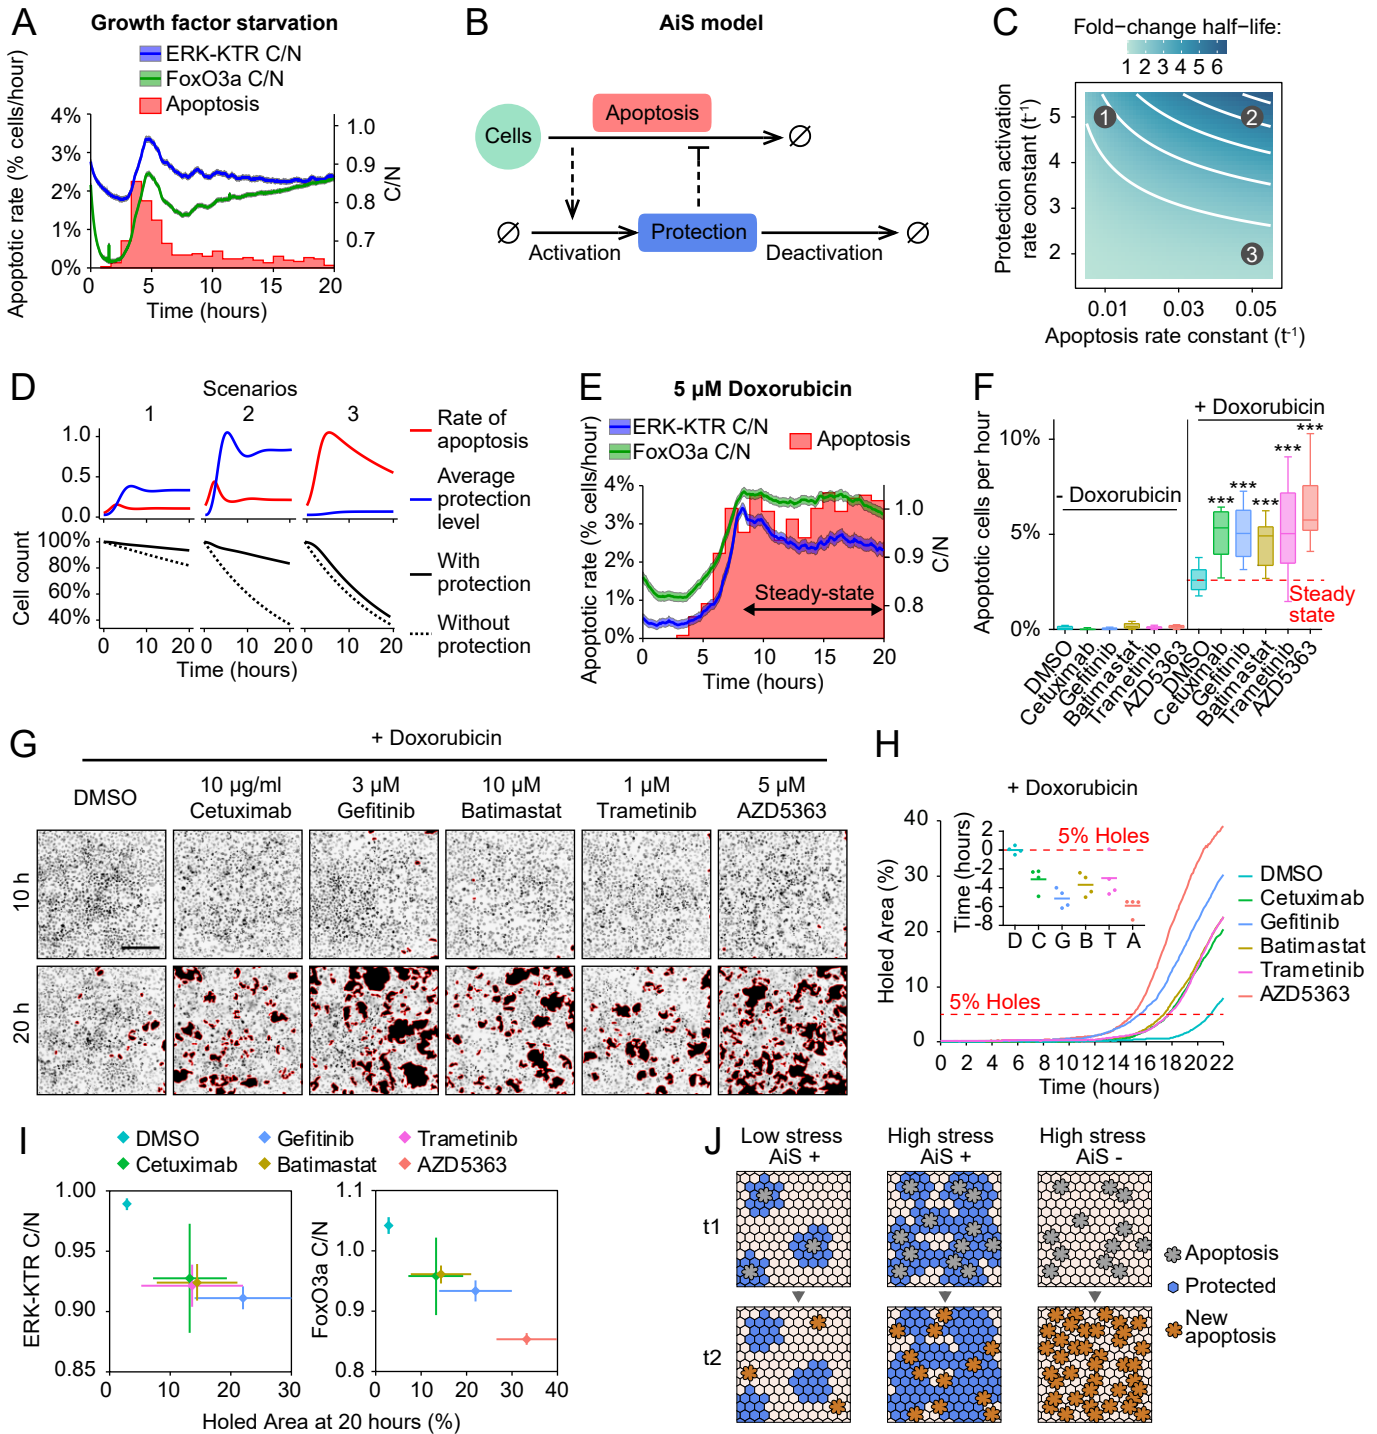 A
Growth factor starvation
ERK-KTR C/N
FoxO3a C/N
Apoptosis
Apoptotic rate (% cells/hour)
4%
3%
2%
1%
0%
1.0
0.9
0.8
0.7
C/N
0 5 10 15 20
Time (hours)
B
AiS model
Cells
Apoptosis
∅
∅
Activation
Protection
Deactivation
∅
C
Fold−change half−life:
1 2 3 4 5 6
Protection activation
rate constant (t⁻¹)
5
4
3
2
1
2
3
0.01 0.03 0.05
Apoptosis rate constant (t⁻¹)
D
Scenarios
1 2 3
1.0
0.5
0.0
0 10 20 0 10 20 0 10 20
Rate of
apoptosis
Average
protection
level
Cell count
100%
80%
60%
40%
With
protection
Without
protection
0 10 20 0 10 20 0 10 20
Time (hours)
E
5 µM Doxorubicin
ERK-KTR C/N
FoxO3a C/N
Apoptosis
Apoptotic rate (% cells/hour)
4%
3%
2%
1%
0%
Steady-state
1.0
0.9
0.8
C/N
0 5 10 15 20
Time (hours)
F
+ Doxorubicin
- Doxorubicin
Apoptotic cells per hour
10%
5%
0%
*** *** *** *** ***
Steady
state
DMSO
Cetuximab
Gefitinib
Batimastat
Trametinib
AZD5363
DMSO
Cetuximab
Gefitinib
Batimastat
Trametinib
AZD5363
G
+ Doxorubicin
DMSO
10 µg/ml
Cetuximab
3 µM
Gefitinib
10 µM
Batimastat
1 µM
Trametinib
5 µM
AZD5363
10 h
20 h
H
+ Doxorubicin
Holed Area (%)
40
30
20
10
0
Time (hours)
2
0
-2
-4
-6
-8
5% Holes
D C G B T A
5% Holes
0 2 4 6 8 10 12 14 16 18 20 22
Time (hours)
DMSO
Cetuximab
Gefitinib
Batimastat
Trametinib
AZD5363
I
DMSO
Cetuximab
Gefitinib
Batimastat
Trametinib
AZD5363
ERK-KTR C/N
1.00
0.95
0.90
0.85
0 10 20 30
FoxO3a C/N
1.1
1.0
0.9
0.8
0 10 20 30 40
Holed Area at 20 hours (%)
J
Low stress
AiS +
High stress
AiS +
High stress
AiS -
t1
t2
Apoptosis
Protected
New
apoptosis